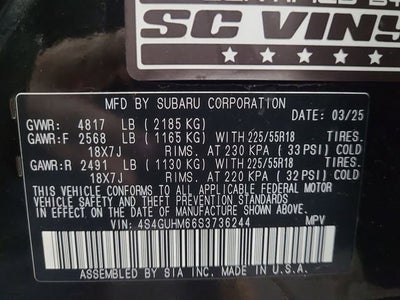 SC VINY
★ ★ ★ ★ ★
MFD BY SUBARU CORPORATION
DATE: 03/25
GVWR: 4817 LB (2185 KG)
GAWR:F 2568 LB (1165 KG) WITH 225/55R18 TIRES.
18X7J RIMS. AT 230 KPA (33 PSI) COLD
GAWR:R 2491 LB (1130 KG) WITH 225/55R18 TIRES.
18X7J RIMS. AT 220 KPA (32 PSI) COLD
THIS VEHICLE CONFORMS TO ALL APPLICABLE FEDERAL MOTOR
VEHICLE SAFETY AND THEFT PREVENTION STANDARDS IN EFFECT
ON THE DATE OF MANUFACTURE SHOWN ABOVE.
VIN: 4S4GUHM66S3736244 MPV
ASSEMBLED BY SIA INC. MADE IN U.S.A.